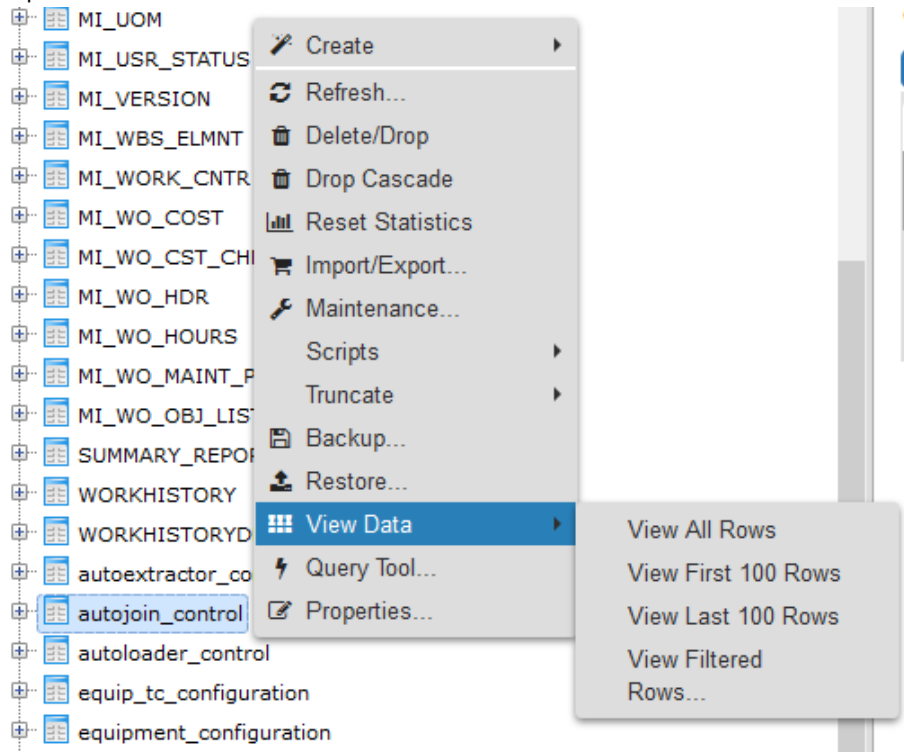 MI_UOM
MI_USR_STATUS
MI_VERSION
MI_WBS_ELMNT
MI_WORK_CNTR
MI_WO_COST
MI_WO_CST_CH
MI_WO_HDR
MI_WO_HOURS
MI_WO_MAINT_P
MI_WO_OBJ_LIST
SUMMARY_REPO
WORKHISTORY
WORKHISTORYD
autoextractor_co
autojoin_control
autoloader_control
equip_tc_configuration
equipment_configuration
Create
Refresh...
Delete/Drop
Drop Cascade
Reset Statistics
Import/Export...
Maintenance...
Scripts
Truncate
Backup...
Restore...
View Data
Query Tool...
Properties...
View All Rows
View First 100 Rows
View Last 100 Rows
View Filtered
Rows...